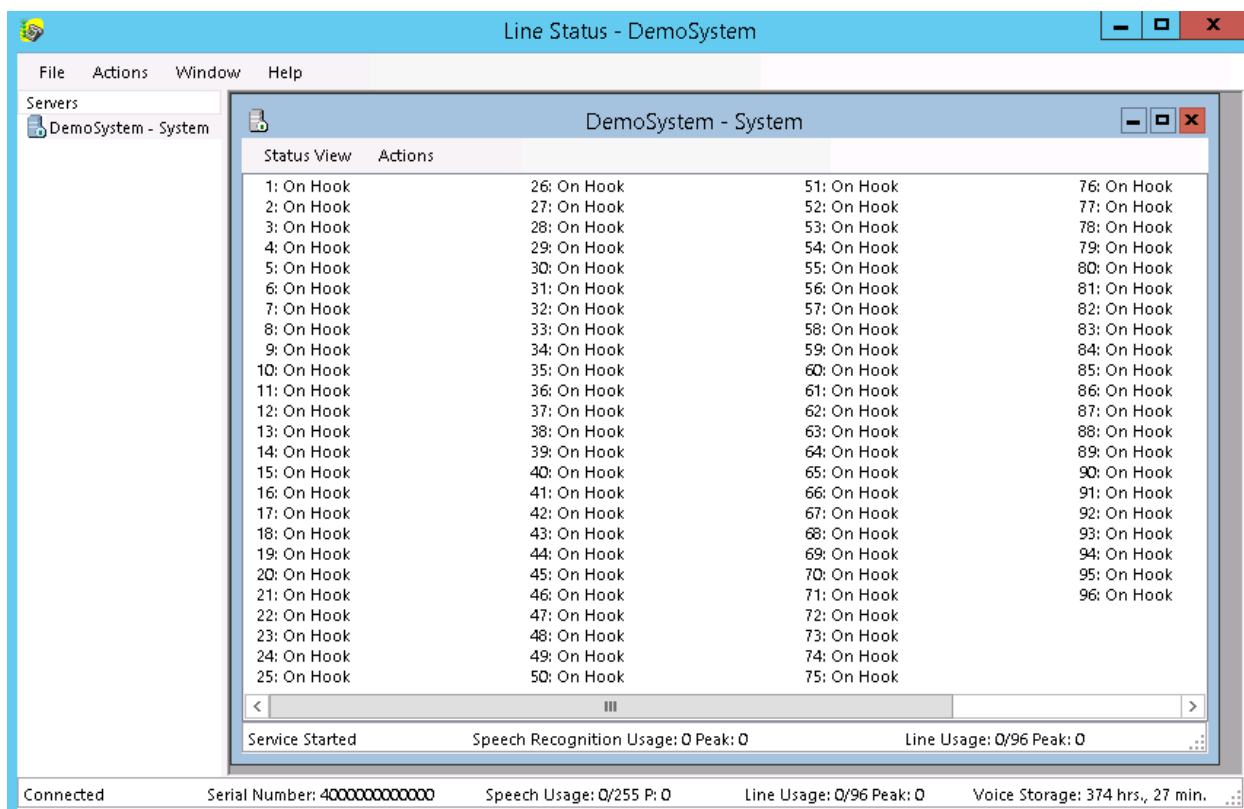 Line Status - DemoSystem
File Actions Window Help
Servers
DemoSystem - System
DemoSystem - System
Status View Actions
1: On Hook
2: On Hook
3: On Hook
4: On Hook
5: On Hook
6: On Hook
7: On Hook
8: On Hook
9: On Hook
10: On Hook
11: On Hook
12: On Hook
13: On Hook
14: On Hook
15: On Hook
16: On Hook
17: On Hook
18: On Hook
19: On Hook
20: On Hook
21: On Hook
22: On Hook
23: On Hook
24: On Hook
25: On Hook
26: On Hook
27: On Hook
28: On Hook
29: On Hook
30: On Hook
31: On Hook
32: On Hook
33: On Hook
34: On Hook
35: On Hook
36: On Hook
37: On Hook
38: On Hook
39: On Hook
40: On Hook
41: On Hook
42: On Hook
43: On Hook
44: On Hook
45: On Hook
46: On Hook
47: On Hook
48: On Hook
49: On Hook
50: On Hook
51: On Hook
52: On Hook
53: On Hook
54: On Hook
55: On Hook
56: On Hook
57: On Hook
58: On Hook
59: On Hook
60: On Hook
61: On Hook
62: On Hook
63: On Hook
64: On Hook
65: On Hook
66: On Hook
67: On Hook
68: On Hook
69: On Hook
70: On Hook
71: On Hook
72: On Hook
73: On Hook
74: On Hook
75: On Hook
76: On Hook
77: On Hook
78: On Hook
79: On Hook
80: On Hook
81: On Hook
82: On Hook
83: On Hook
84: On Hook
85: On Hook
86: On Hook
87: On Hook
88: On Hook
89: On Hook
90: On Hook
91: On Hook
92: On Hook
93: On Hook
94: On Hook
95: On Hook
96: On Hook
Service Started Speech Recognition Usage: 0 Peak: 0 Line Usage: 0/96 Peak: 0
Connected Serial Number: 4000000000000 Speech Usage: 0/255 P: 0 Line Usage: 0/96 Peak: 0 Voice Storage: 374 hrs., 27 min.